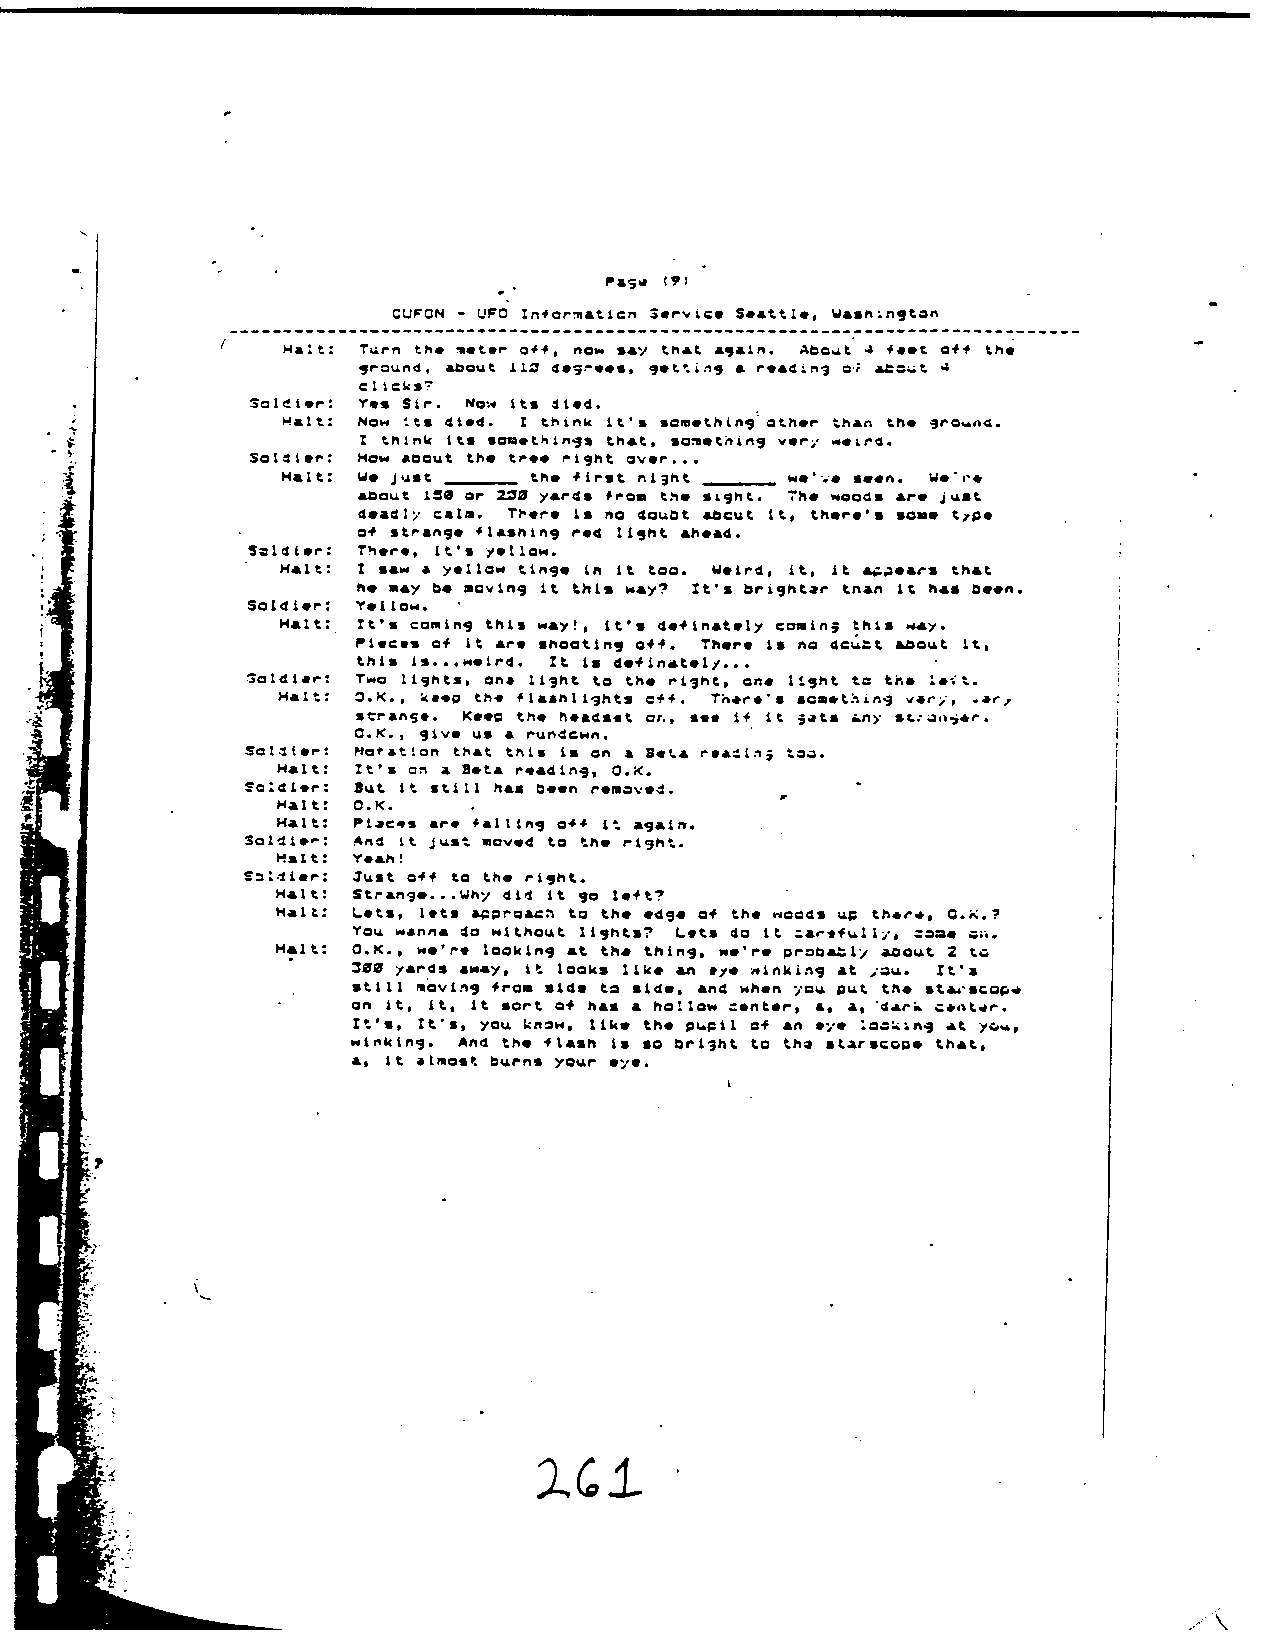 Page (9)
CUFON - UFO Information Service Seattle, Washington
--------------------------------------------------------------------------------
Halt: Turn the meter off, now say that again. About 4 feet off the
ground, about 110 degrees, getting a reading of about 4
clicks?
Soldier: Yes Sir. Now its died.
Halt: Now its died. I think it's something other than the ground.
I think its somethings that, something very weird.
Soldier: How about the tree right over...
Halt: We just _______ the first night _______ we've seen. We're
about 150 or 200 yards from the sight. The woods are just
deadly calm. There is no doubt about it, there's some type
of strange flashing red light ahead.
Soldier: There, it's yellow.
Halt: I saw a yellow tinge in it too. Weird, it, it appears that
he may be moving it this way? It's brighter than it has been.
Soldier: Yellow.
Halt: It's coming this way!, it's definately coming this way.
Pieces of it are shooting off. There is no doubt about it,
this is...weird. It is definately...
Soldier: Two lights, one light to the right, one light to the left.
Halt: O.K., keep the flashlights off. There's something very, very
strange. Keep the headset on, see if it gets any stronger.
O.K., give us a rundown.
Soldier: Notation that this is on a Beta reading too.
Halt: It's on a Beta reading, O.K.
Soldier: But it still has been removed.
Halt: O.K.
Halt: Pieces are falling off it again.
Soldier: And it just moved to the right.
Halt: Yeah!
Soldier: Just off to the right.
Halt: Strange...Why did it go left?
Halt: Lets, lets approach to the edge of the woods up there, O.K.?
You wanna do without lights? Lets do it carefully, come on.
Halt: O.K., we're looking at the thing, we're probably about 2 to
300 yards away, it looks like an eye winking at you. It's
still moving from side to side, and when you put the starscope
on it, it, it sort of has a hollow center, a, a, dark center.
It's, It's, you know, like the pupil of an eye looking at you,
winking. And the flash is so bright to the starscope that,
a, it almost burns your eye.
261